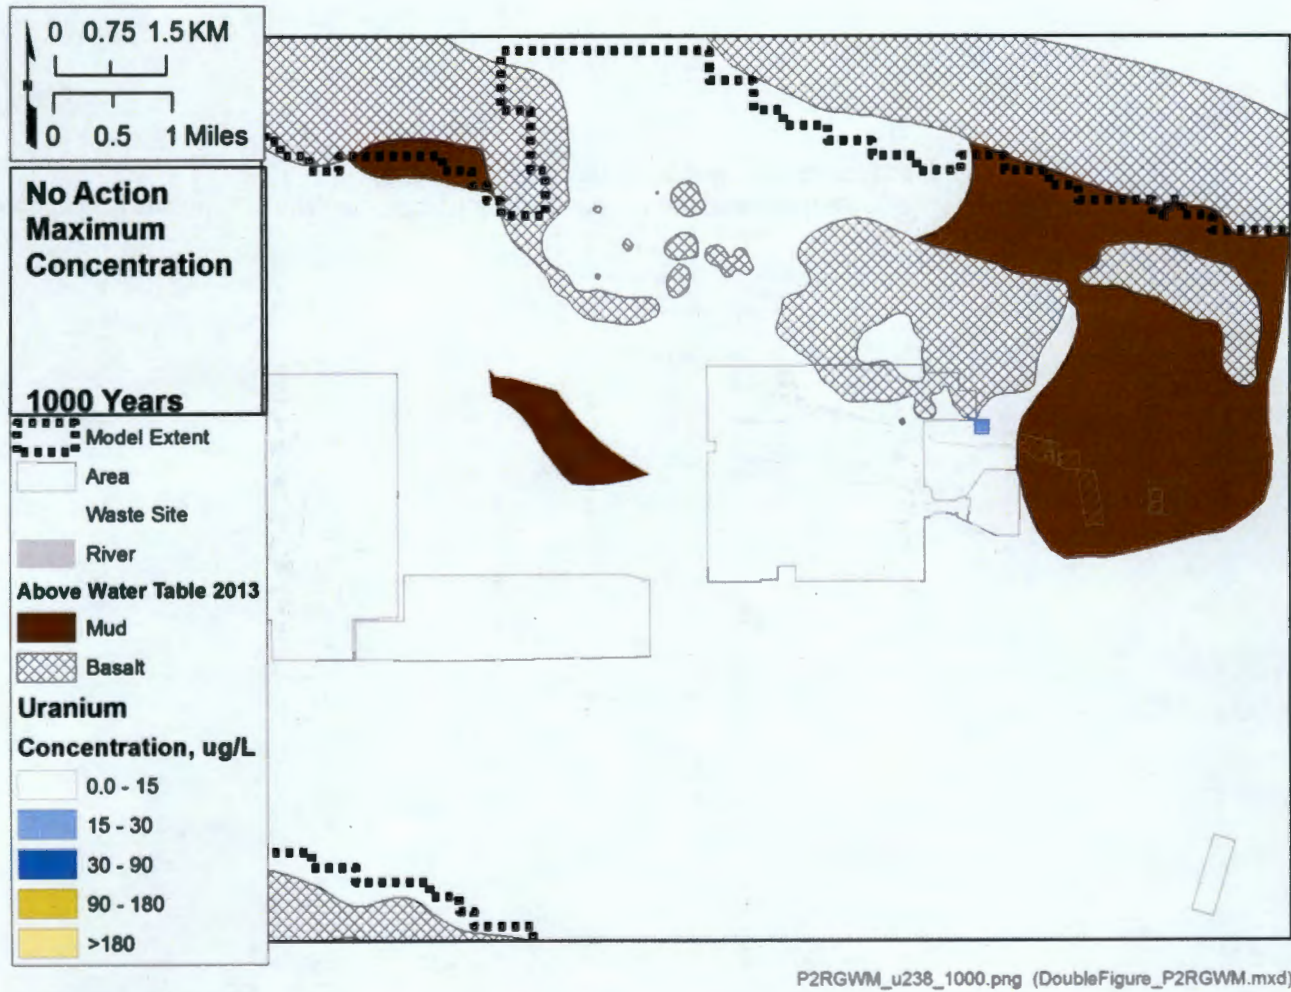 0 0.75 1.5 KM
N
0 0.5 1 Miles
No Action
Maximum
Concentration
1000 Years
Model Extent
Area
Waste Site
River
Above Water Table 2013
Mud
Basalt
Uranium
Concentration, ug/L
0.0 - 15
15 - 30
30 - 90
90 - 180
>180
P2RGWM_u238_1000.png (DoubleFigure_P2RGWM.mxd)